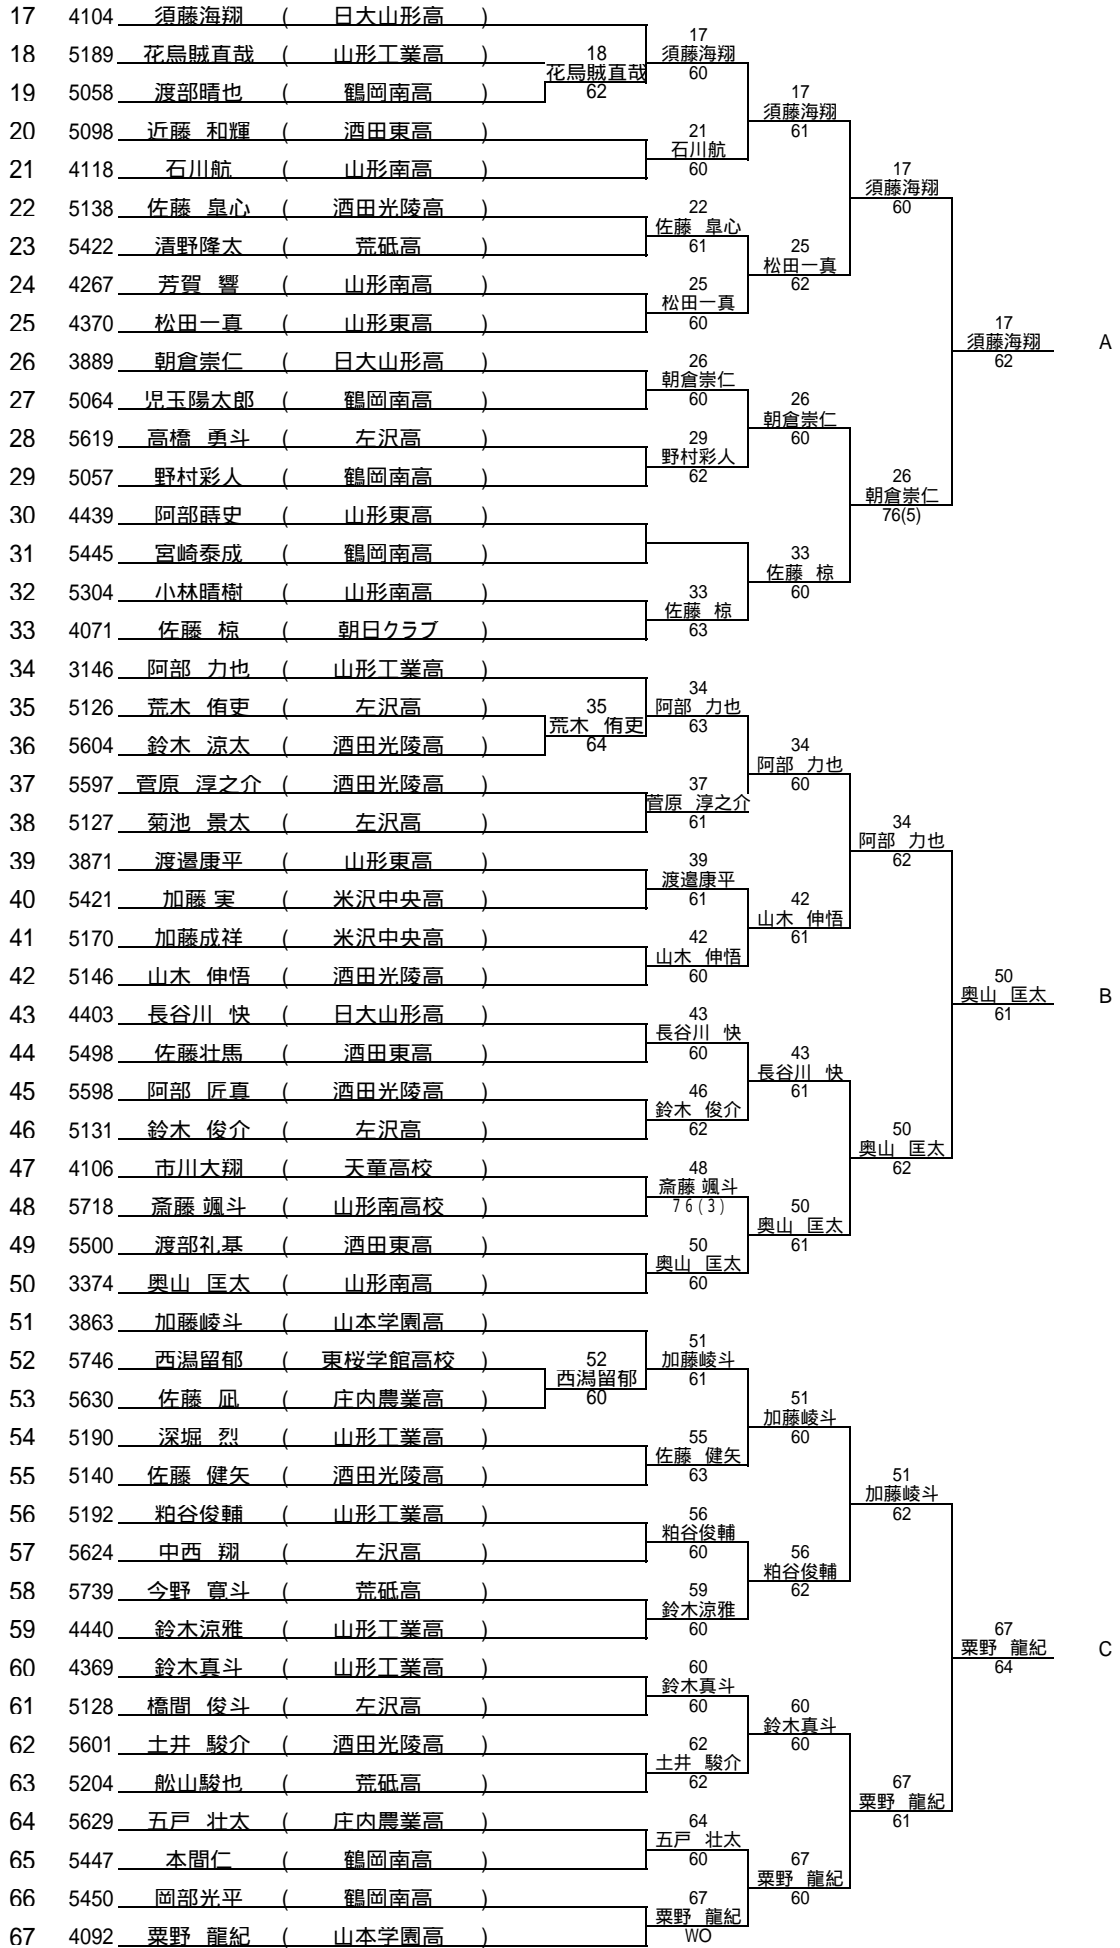 17 4104 須藤海翔 ( 日大山形高 )
18 5189 花烏賊直哉 ( 山形工業高 )
19 5058 渡部晴也 ( 鶴岡南高 )
20 5098 近藤 和輝 ( 酒田東高 )
21 4118 石川航 ( 山形南高 )
22 5138 佐藤 皐心 ( 酒田光陵高 )
23 5422 清野隆太 ( 荒砥高 )
24 4267 芳賀 響 ( 山形南高 )
25 4370 松田一真 ( 山形東高 )
26 3889 朝倉崇仁 ( 日大山形高 )
27 5064 児玉陽太郎 ( 鶴岡南高 )
28 5619 高橋 勇斗 ( 左沢高 )
29 5057 野村彩人 ( 鶴岡南高 )
30 4439 阿部蒔史 ( 山形東高 )
31 5445 宮崎泰成 ( 鶴岡南高 )
32 5304 小林晴樹 ( 山形南高 )
33 4071 佐藤 椋 ( 朝日クラブ )
34 3146 阿部 力也 ( 山形工業高 )
35 5126 荒木 侑吏 ( 左沢高 )
36 5604 鈴木 涼太 ( 酒田光陵高 )
37 5597 菅原 淳之介 ( 酒田光陵高 )
38 5127 菊池 景太 ( 左沢高 )
39 3871 渡邉康平 ( 山形東高 )
40 5421 加藤 実 ( 米沢中央高 )
41 5170 加藤成祥 ( 米沢中央高 )
42 5146 山木 伸悟 ( 酒田光陵高 )
43 4403 長谷川 快 ( 日大山形高 )
44 5498 佐藤壮馬 ( 酒田東高 )
45 5598 阿部 匠真 ( 酒田光陵高 )
46 5131 鈴木 俊介 ( 左沢高 )
47 4106 市川大翔 ( 天童高校 )
48 5718 斎藤 颯斗 ( 山形南高校 )
49 5500 渡部礼基 ( 酒田東高 )
50 3374 奥山 匡太 ( 山形南高 )
51 3863 加藤崚斗 ( 山本学園高 )
52 5746 西潟留郁 ( 東桜学館高校 )
53 5630 佐藤 凪 ( 庄内農業高 )
54 5190 深堀 烈 ( 山形工業高 )
55 5140 佐藤 健矢 ( 酒田光陵高 )
56 5192 粕谷俊輔 ( 山形工業高 )
57 5624 中西 翔 ( 左沢高 )
58 5739 今野 寛斗 ( 荒砥高 )
59 4440 鈴木涼雅 ( 山形工業高 )
60 4369 鈴木真斗 ( 山形工業高 )
61 5128 橋間 俊斗 ( 左沢高 )
62 5601 土井 駿介 ( 酒田光陵高 )
63 5204 舩山駿也 ( 荒砥高 )
64 5629 五戸 壮太 ( 庄内農業高 )
65 5447 本間仁 ( 鶴岡南高 )
66 5450 岡部光平 ( 鶴岡南高 )
67 4092 粟野 龍紀 ( 山本学園高 )
18
花烏賊直哉
62
35
荒木 侑吏
64
52
西潟留郁
60
17
須藤海翔
60
21
石川航
60
22
佐藤 皐心
61
25
松田一真
60
26
朝倉崇仁
60
29
野村彩人
62
33
佐藤 椋
63
34
阿部 力也
63
37
菅原 淳之介
61
39
渡邉康平
61
42
山木 伸悟
60
43
長谷川 快
60
46
鈴木 俊介
62
48
斎藤 颯斗
76(3)
50
奥山 匡太
60
51
加藤崚斗
61
55
佐藤 健矢
63
56
粕谷俊輔
60
59
鈴木涼雅
60
60
鈴木真斗
60
62
土井 駿介
62
64
五戸 壮太
60
67
粟野 龍紀
WO
17
須藤海翔
61
25
松田一真
62
26
朝倉崇仁
60
33
佐藤 椋
60
34
阿部 力也
60
42
山木 伸悟
61
43
長谷川 快
61
50
奥山 匡太
61
51
加藤崚斗
60
56
粕谷俊輔
62
60
鈴木真斗
60
67
粟野 龍紀
60
17
須藤海翔
60
26
朝倉崇仁
76(5)
34
阿部 力也
62
50
奥山 匡太
62
51
加藤崚斗
62
67
粟野 龍紀
61
17
須藤海翔
62
A
50
奥山 匡太
61
B
67
粟野 龍紀
64
C